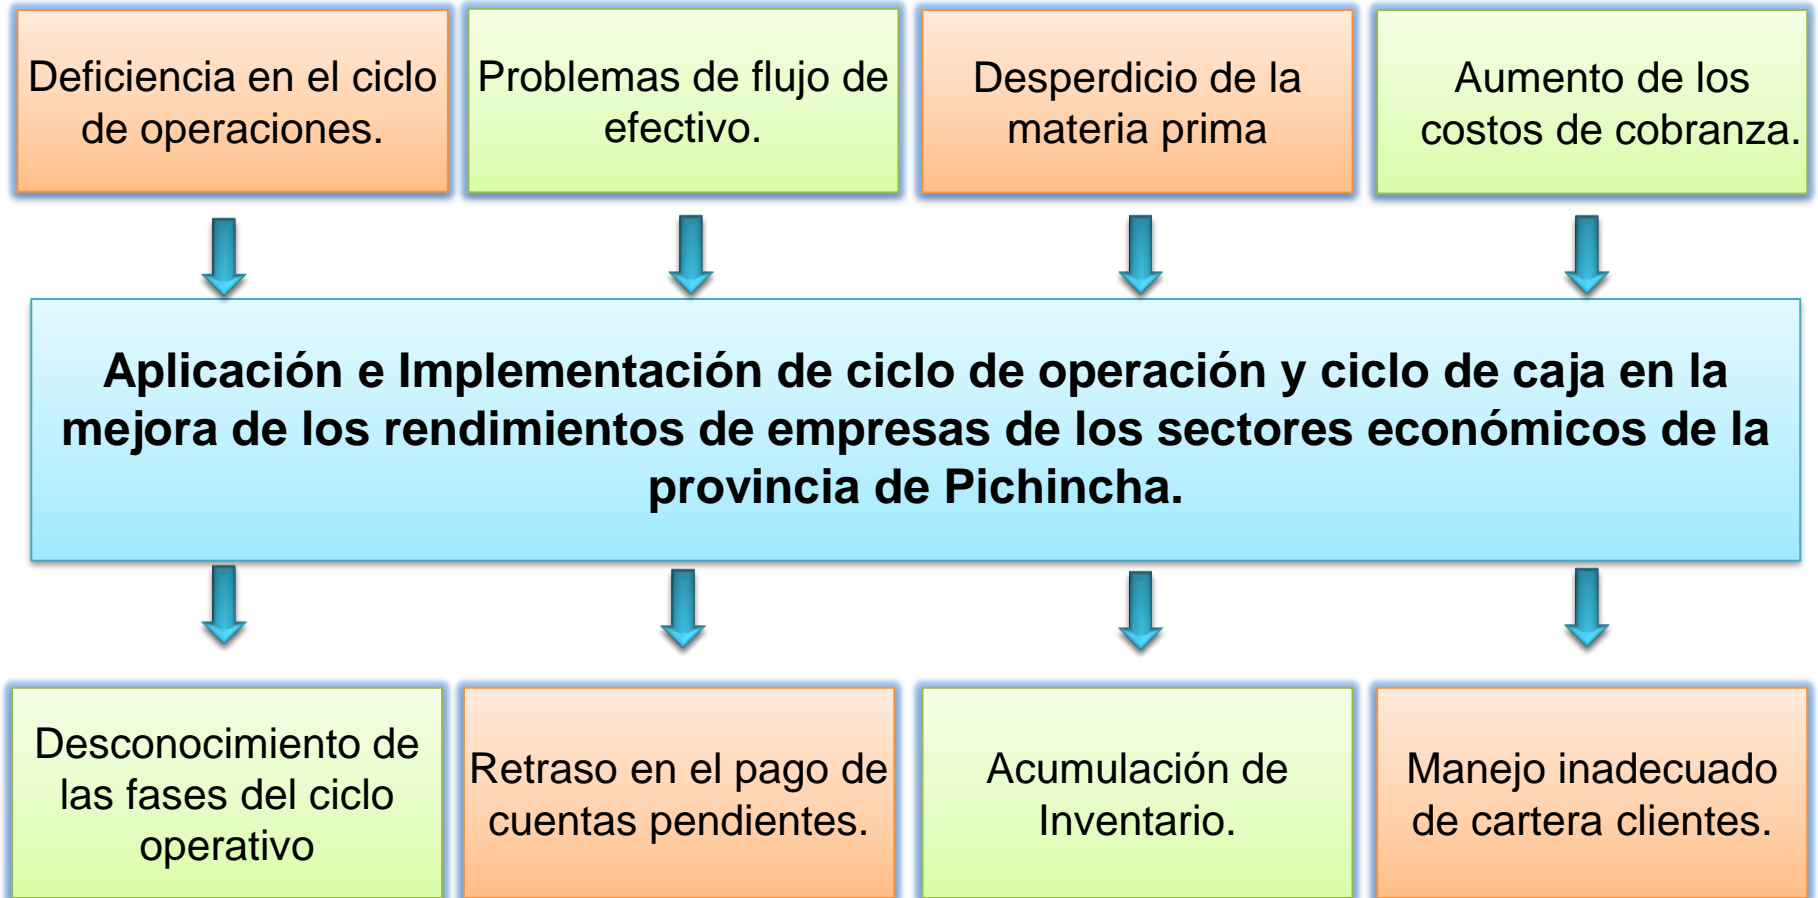 Deficiencia en el ciclo
de operaciones.
Problemas de flujo de
efectivo.
Desperdicio de la
materia prima
Aumento de los
costos de cobranza.
Aplicación e Implementación de ciclo de operación y ciclo de caja en la
mejora de los rendimientos de empresas de los sectores económicos de la
provincia de Pichincha.
Desconocimiento de
las fases del ciclo
operativo
Retraso en el pago de
cuentas pendientes.
Acumulación de
Inventario.
Manejo inadecuado
de cartera clientes.